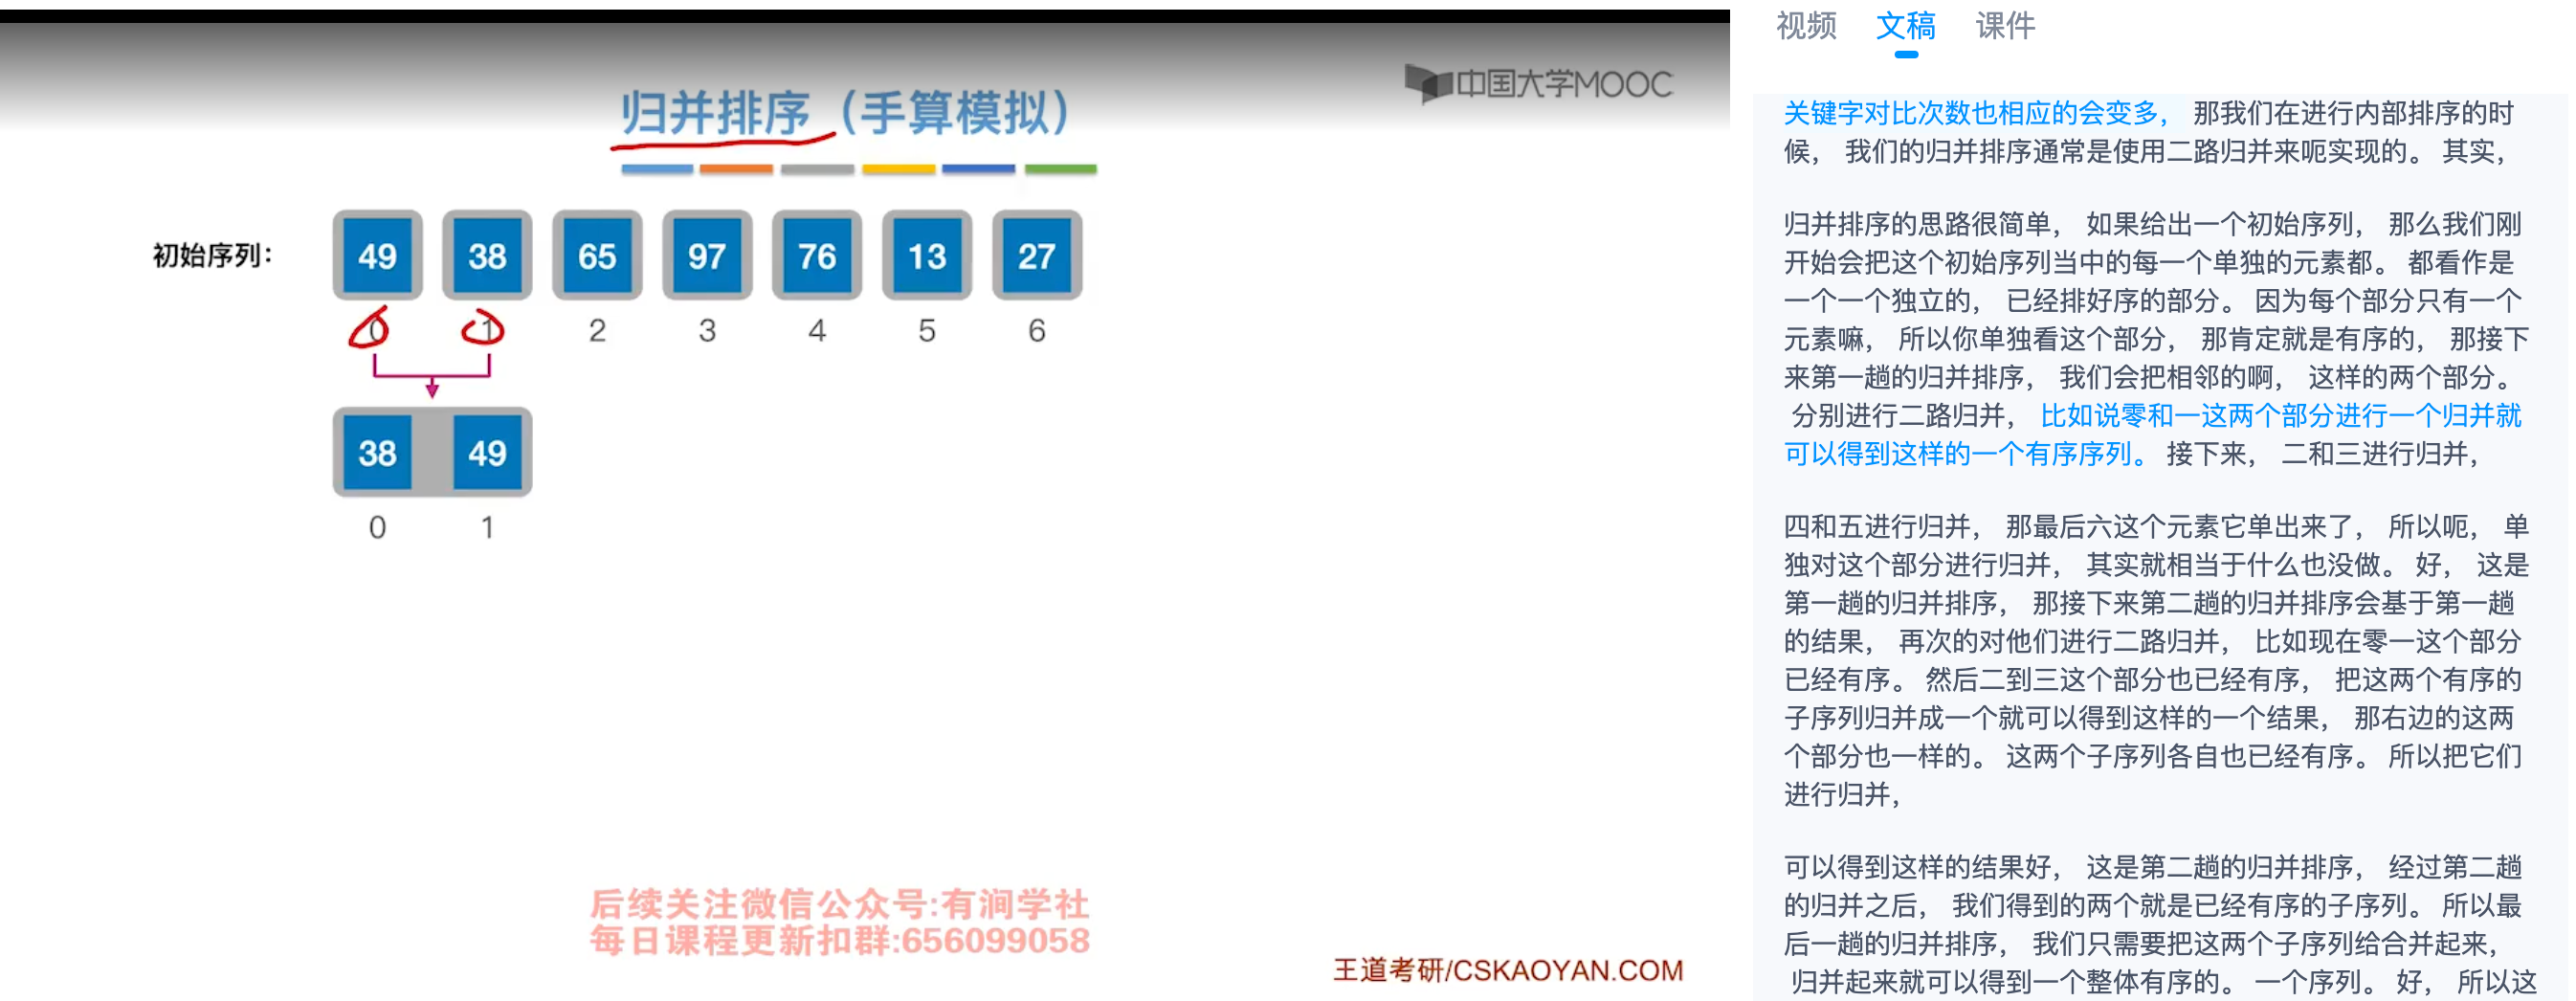 中国大学MOOC
归并排序（手算模拟）
初始序列：
49 38 65 97 76 13 27
0 1 2 3 4 5 6
38 49
0 1
后续关注微信公众号:有涧学社
每日课程更新扣群:656099058
王道考研/CSKAOYAN.COM
视频 文稿 课件
关键字对比次数也相应的会变多， 那我们在进行内部排序的时
候， 我们的归并排序通常是使用二路归并来呃实现的。 其实，
归并排序的思路很简单， 如果给出一个初始序列， 那么我们刚
开始会把这个初始序列当中的每一个单独的元素都。 都看作是
一个一个独立的， 已经排好序的部分。 因为每个部分只有一个
元素嘛， 所以你单独看这个部分， 那肯定就是有序的， 那接下
来第一趟的归并排序， 我们会把相邻的啊， 这样的两个部分。
分别进行二路归并， 比如说零和一这两个部分进行一个归并就
可以得到这样的一个有序序列。 接下来， 二和三进行归并，
四和五进行归并， 那最后六这个元素它单出来了， 所以呃， 单
独对这个部分进行归并， 其实就相当于什么也没做。 好， 这是
第一趟的归并排序， 那接下来第二趟的归并排序会基于第一趟
的结果， 再次的对他们进行二路归并， 比如现在零一这个部分
已经有序。 然后二到三这个部分也已经有序， 把这两个有序的
子序列归并成一个就可以得到这样的一个结果， 那右边的这两
个部分也一样的。 这两个子序列各自也已经有序。 所以把它们
进行归并，
可以得到这样的结果好， 这是第二趟的归并排序， 经过第二趟
的归并之后， 我们得到的两个就是已经有序的子序列。 所以最
后一趟的归并排序， 我们只需要把这两个子序列给合并起来，
归并起来就可以得到一个整体有序的。 一个序列。 好， 所以这